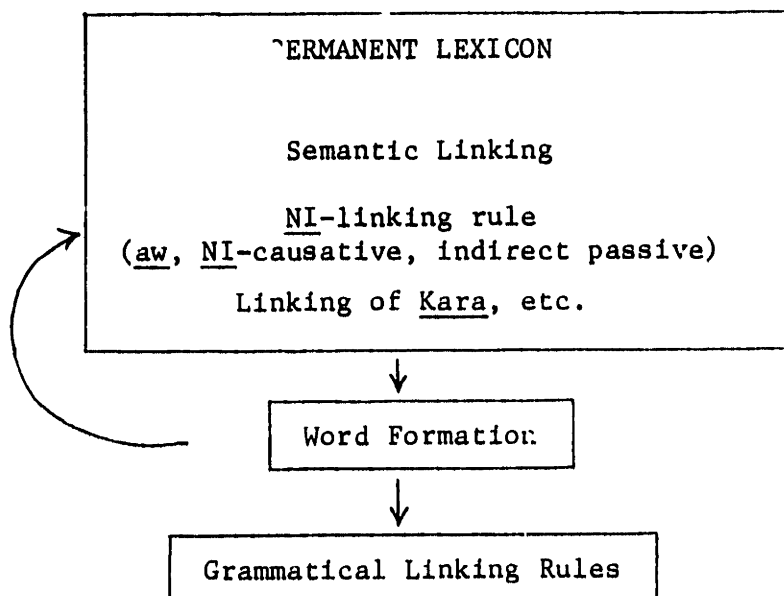 PERMANENT LEXICON
Semantic Linking
NI-linking rule
(aw, NI-causative, indirect passive)
Linking of Kara, etc.
Word Formation
Grammatical Linking Rules